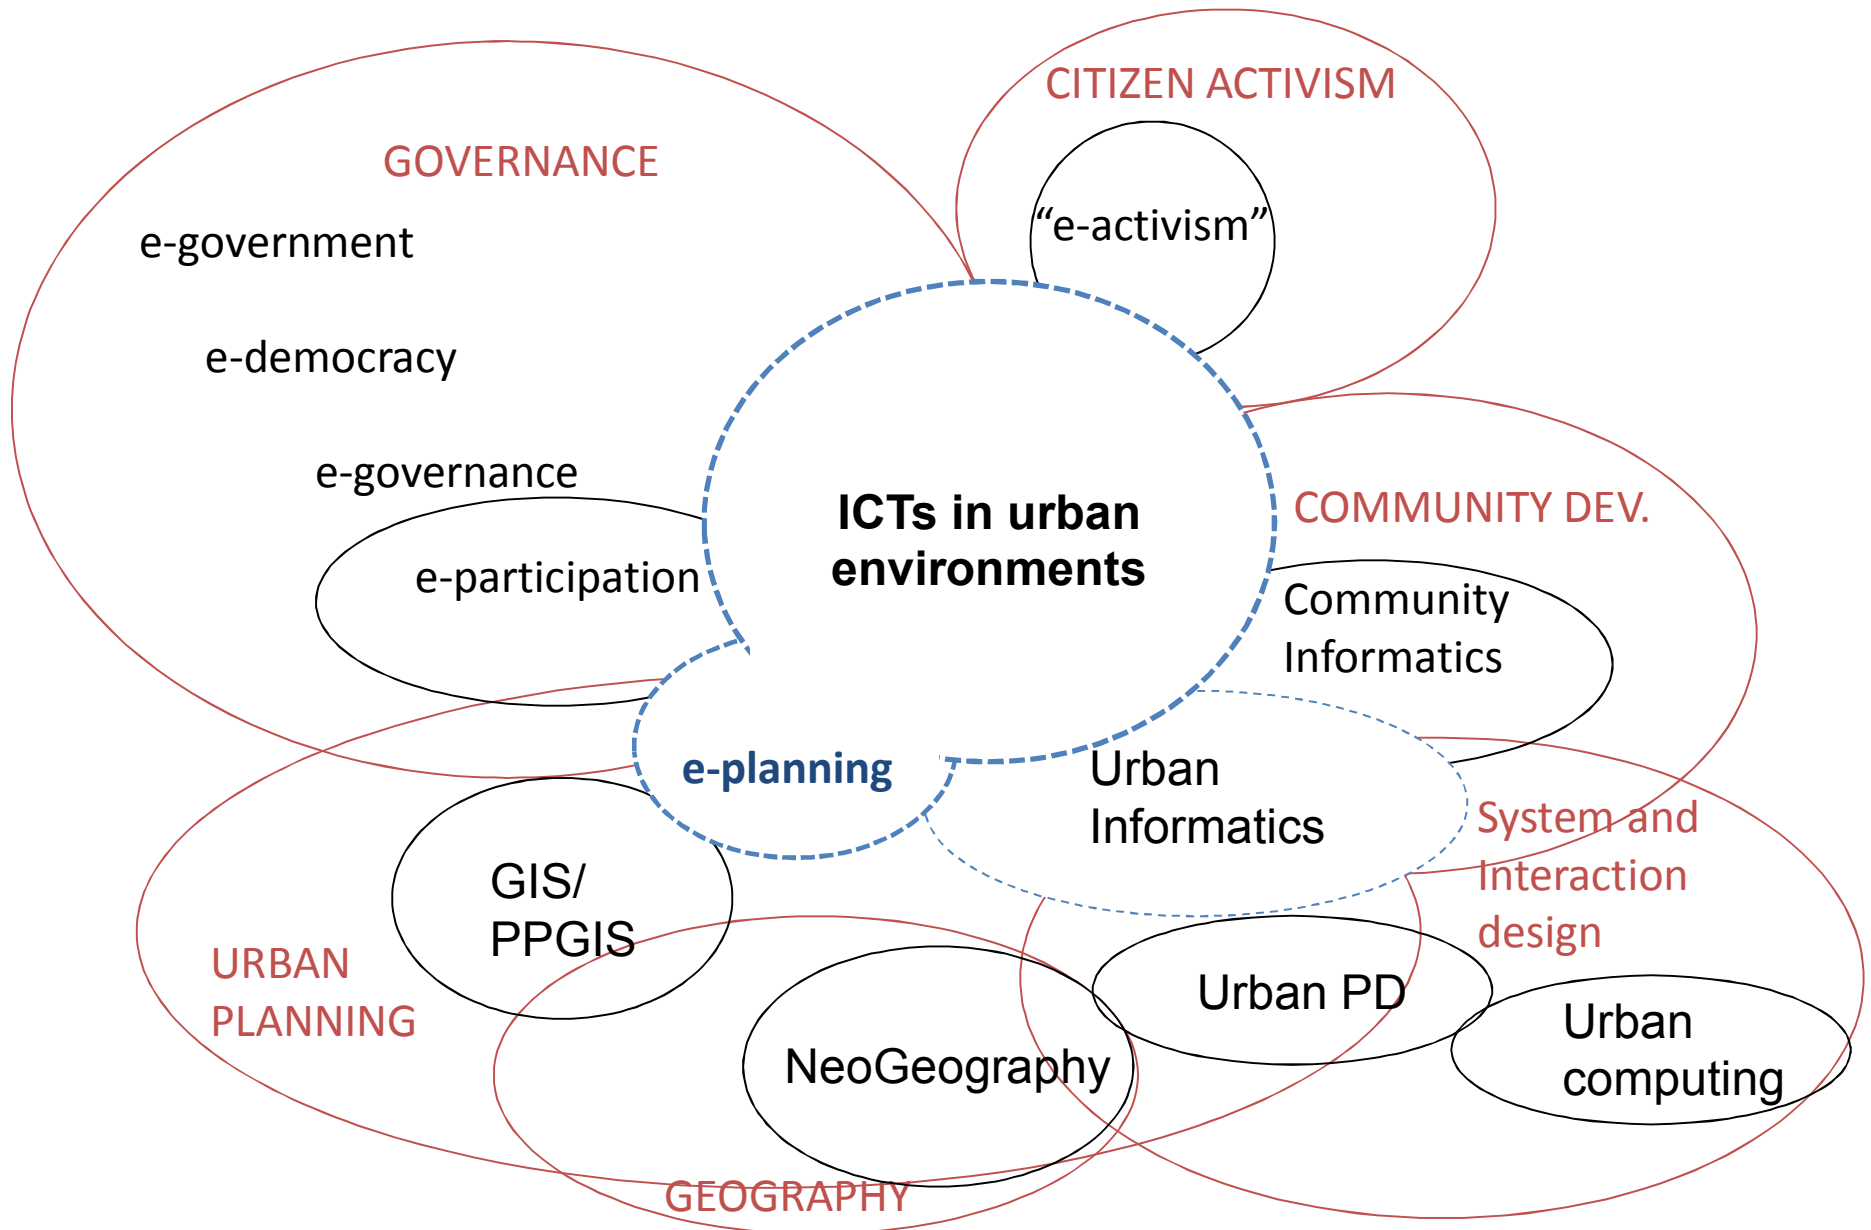 CITIZEN ACTIVISM
GOVERNANCE
“e-activism”
e-government
e-democracy
e-governance
ICTs in urban
environments
COMMUNITY DEV.
e-participation
Community
Informatics
e-planning
Urban
Informatics
System and
Interaction
design
GIS/
PPGIS
URBAN
PLANNING
Urban PD
Urban
computing
NeoGeography
GEOGRAPHY